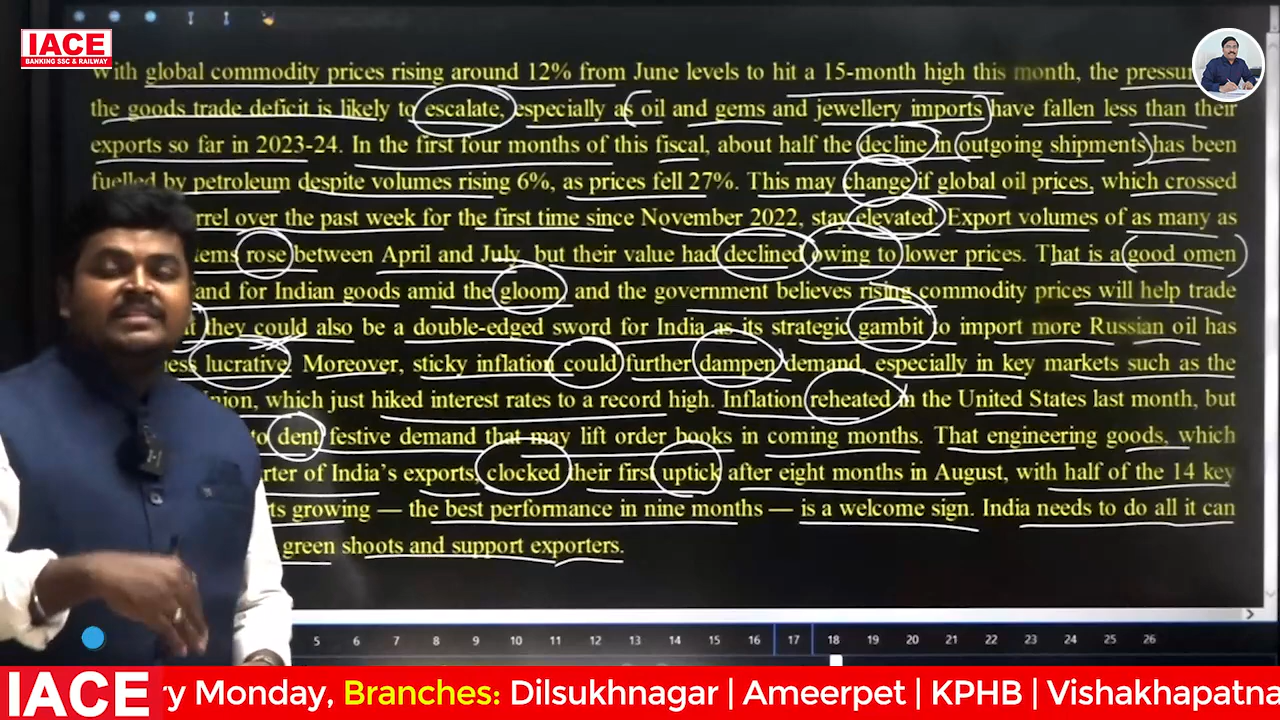 IACE
BANKING SSC & RAILWAY
With global commodity prices rising around 12% from June levels to hit a 15-month high this month, the
the goods trade deficit is likely to escalate, especially as oil and gems and jewellery imports have fallen less than their
exports so far in 2023-24. In the first four months of this fiscal, about half the decline in (outgoing shipments) has been
fuelled by petroleum despite volumes rising 6%, as prices fell 27%. This may change if global oil prices, which crossed
over the past week for the first time since November 2022, stay elevated. Export volumes of as many as
rose between April and July, but their value had declined owing to lower prices. That is a good omen
and for Indian goods amid the gloom, and the government believes rising commodity prices will help trade
they could also be a double-edged sword for India as its strategic gambit to import more Russian oil has
lucrative. Moreover, sticky inflation could further dampen demand, especially in key markets such as the
which just hiked interest rates to a record high. Inflation reheated in the United States last month, but
to dent festive demand that may lift order books in coming months. That engineering goods, which
of India's exports, clocked their first uptick after eight months in August, with half of the 14 key
growing — the best performance in nine months — is a welcome sign. India needs to do all it can
green shoots and support exporters.
5 6 7 8 9 10 11 12 13 14 15 16 17 18 19 20 21 22 23 24 25 26
IACE
Monday, Branches: Dilsukhnagar | Ameerpet | KPHB |